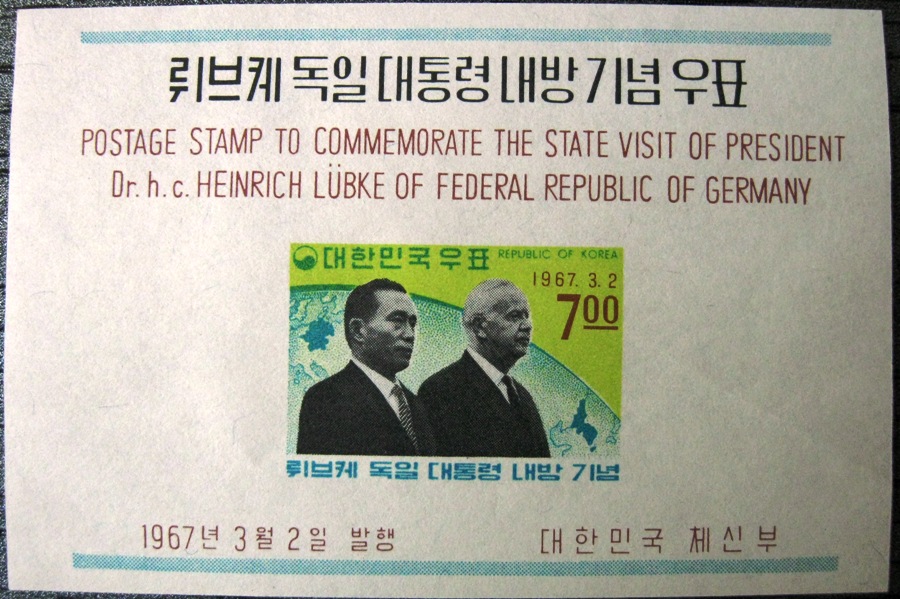 뤼브케 독일 대통령 내방 기념 우표
POSTAGE STAMP TO COMMEMORATE THE STATE VISIT OF PRESIDENT
Dr. h. c. HEINRICH LÜBKE OF FEDERAL REPUBLIC OF GERMANY
대한민국우표 REPUBLIC OF KOREA
1967. 3. 2
700
뤼브케 독일 대통령 내방 기념
1967년 3월 2일 발행 대한민국 체신부